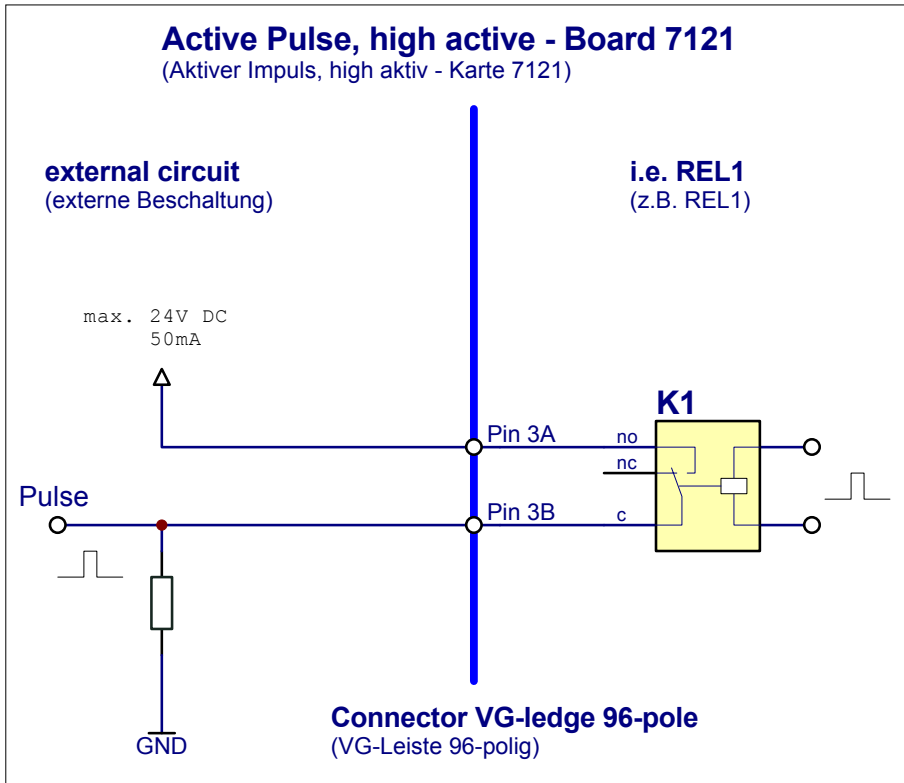 Active Pulse, high active - Board 7121
(Aktiver Impuls, high aktiv - Karte 7121)
external circuit
(externe Beschaltung)
i.e. REL1
(z.B. REL1)
max. 24V DC
50mA
K1
Pin 3A
no
nc
Pulse
Pin 3B
c
GND
Connector VG-ledge 96-pole
(VG-Leiste 96-polig)